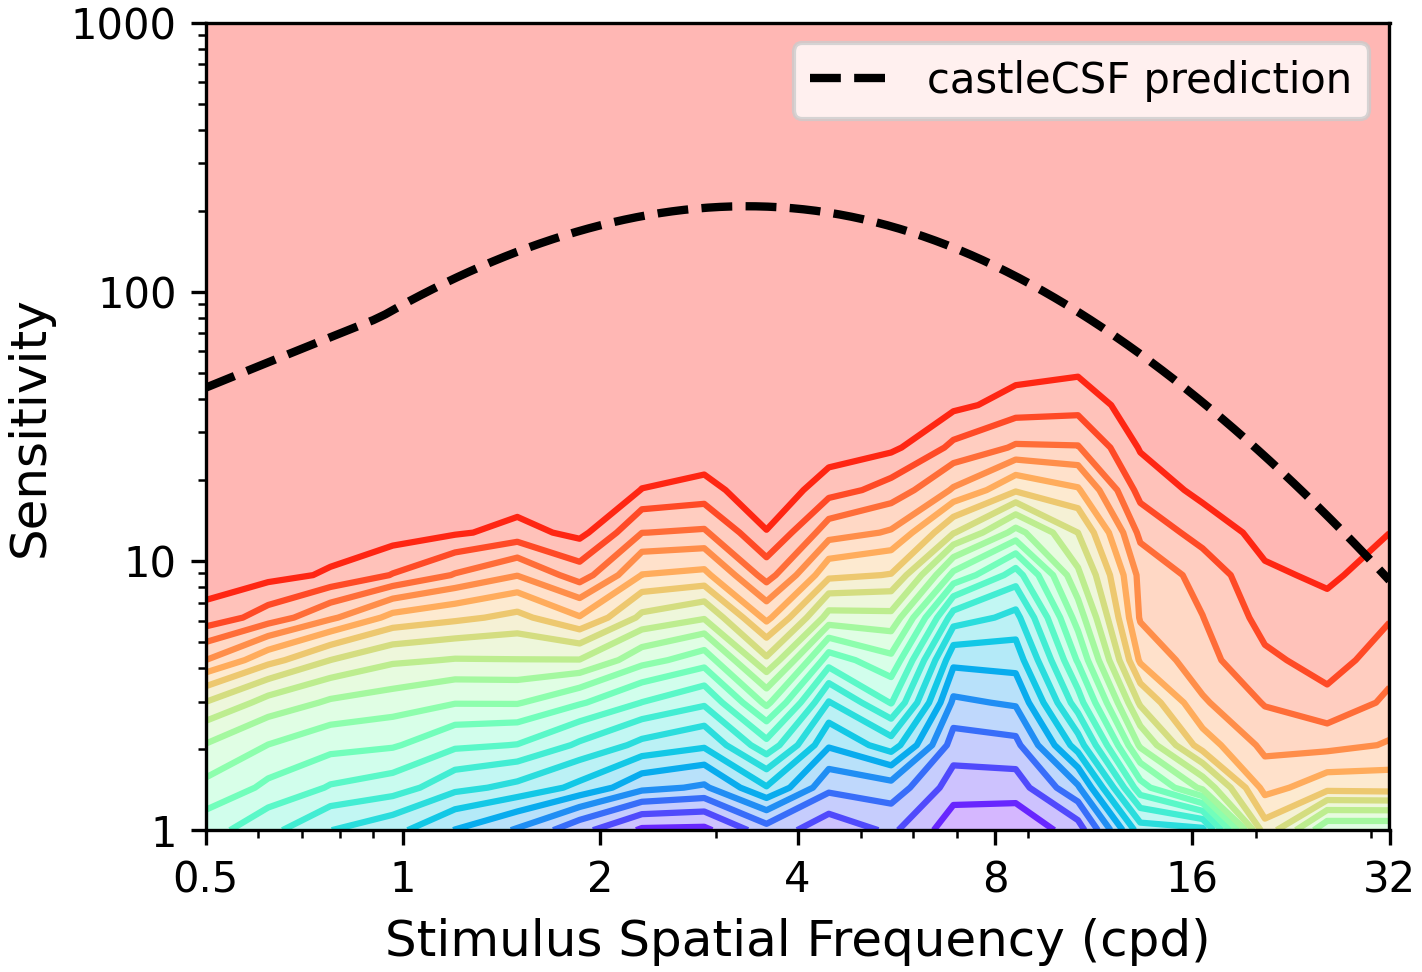 1000
100
10
1
Sensitivity
castleCSF prediction
0.5 1 2 4 8 16 32
Stimulus Spatial Frequency (cpd)